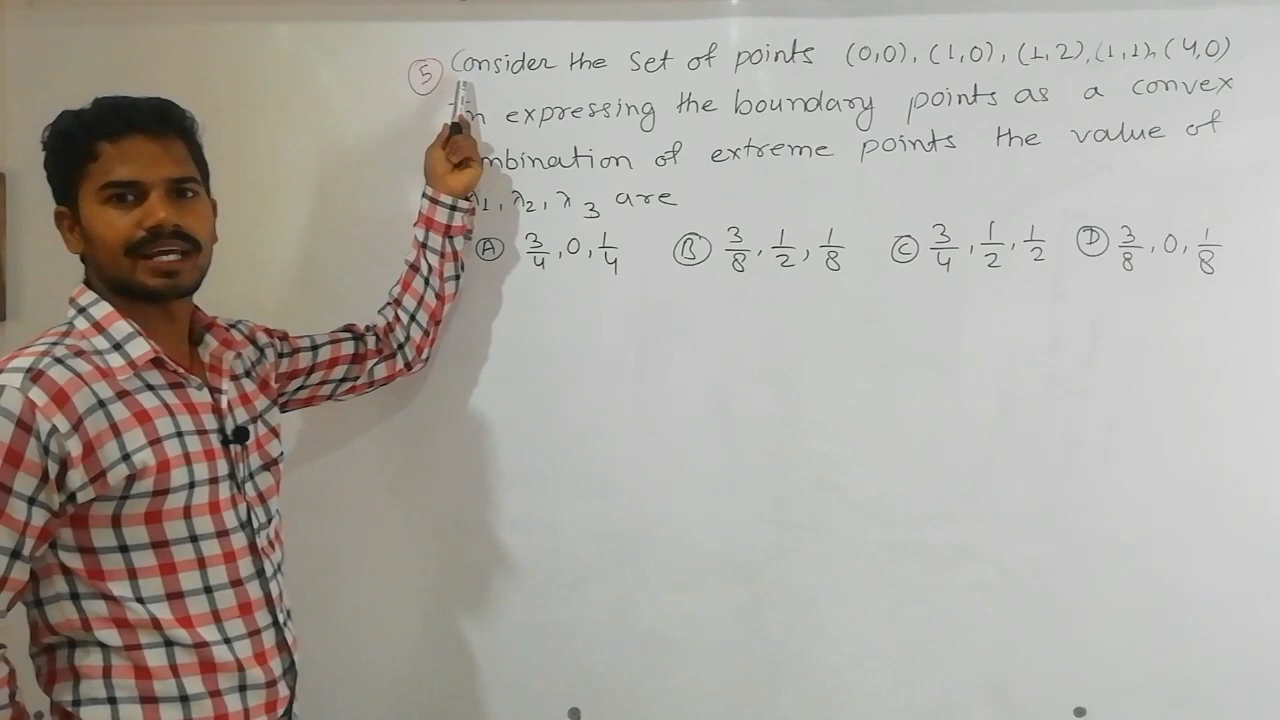 5 Consider the set of points (0,0), (1,0), (1,2), (1,1), (4,0)
In expressing the boundary points as a convex
mbination of extreme points the value of
λ1, λ2, λ3 are
A 3/4, 0, 1/4 B 3/8, 1/2, 1/8 C 3/4, 1/2, 1/2 D 3/8, 0, 1/8